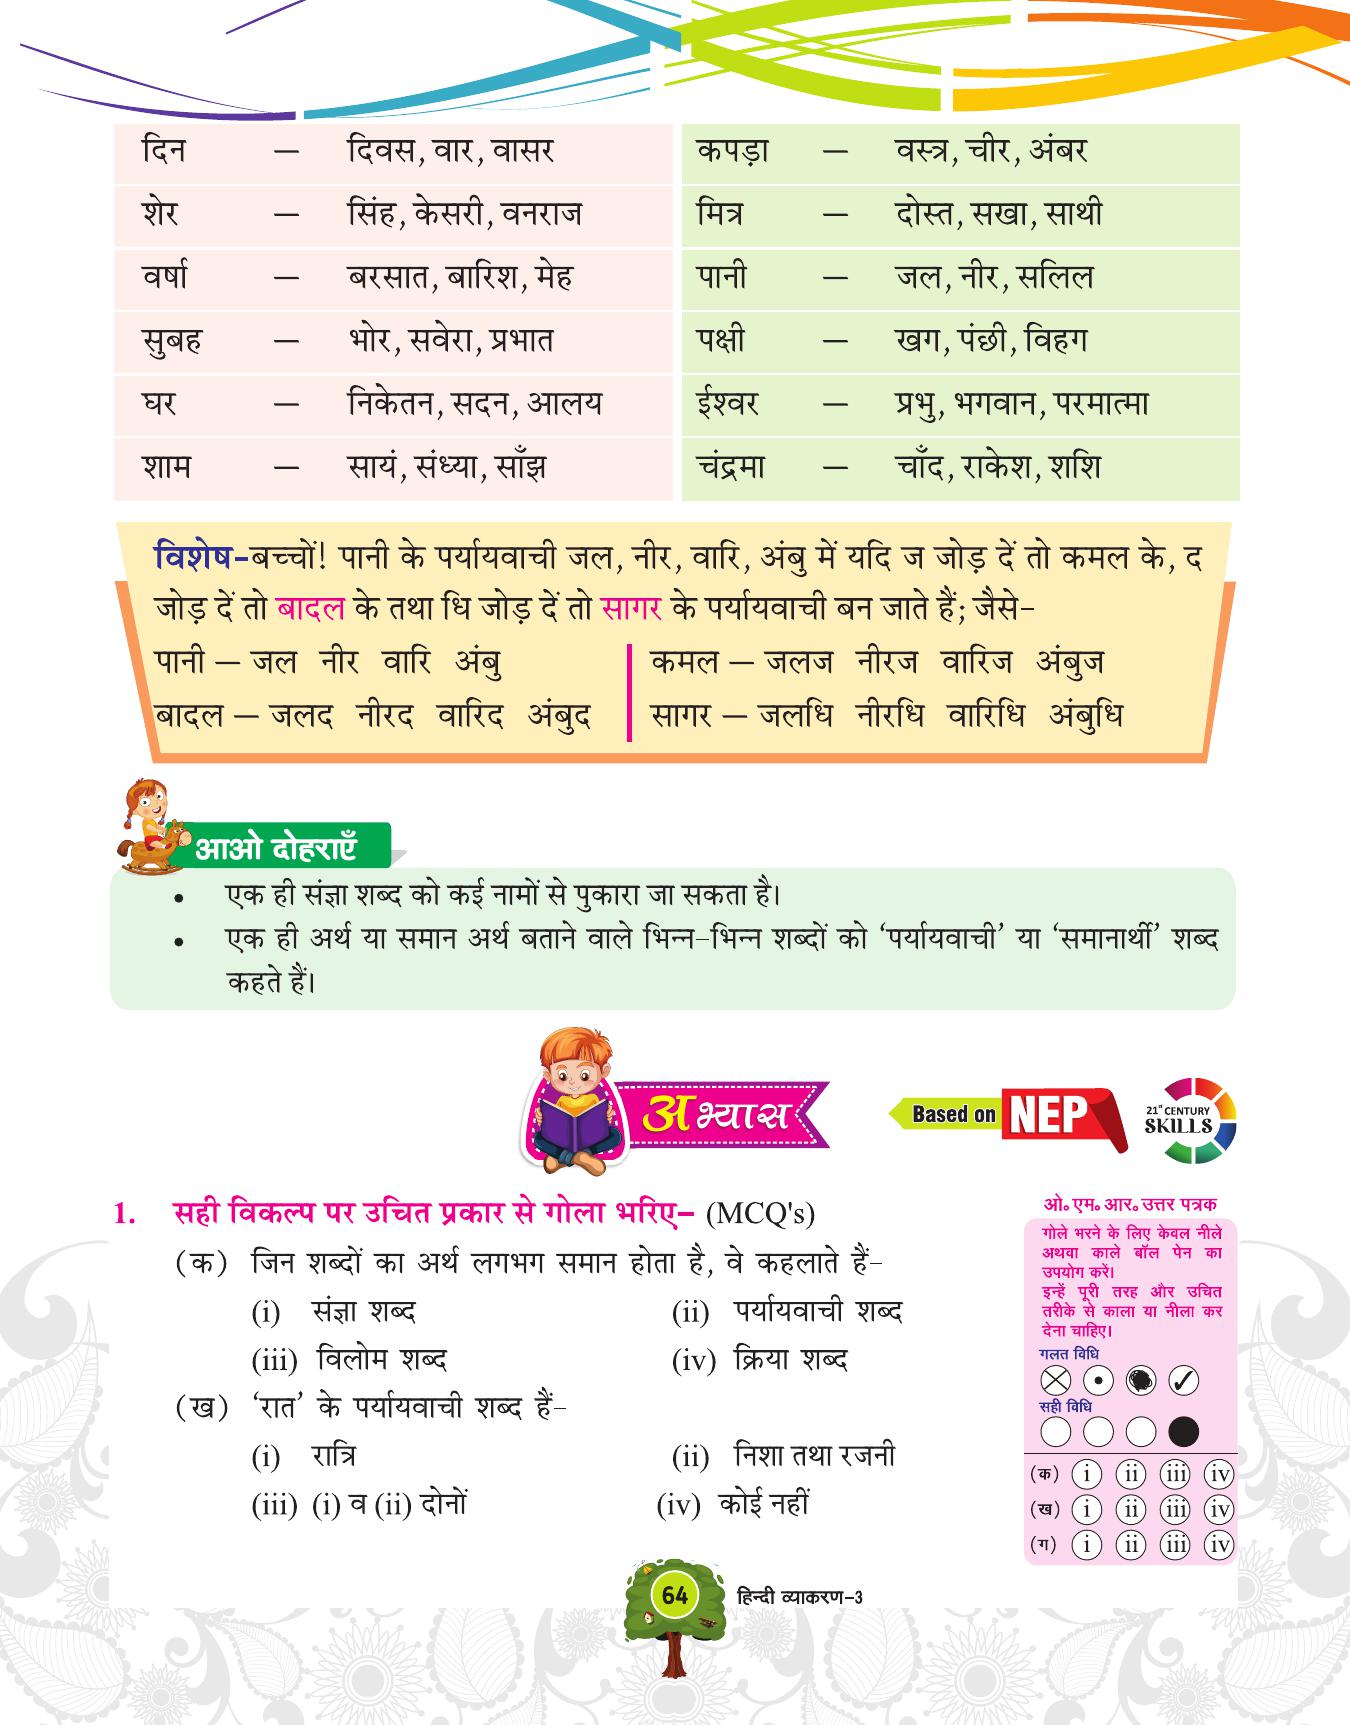 दिन — दिवस, वार, वासर
कपड़ा — वस्त्र, चीर, अंबर
शेर — सिंह, केसरी, वनराज
मित्र — दोस्त, सखा, साथी
वर्षा — बरसात, बारिश, मेह
पानी — जल, नीर, सलिल
सुबह — भोर, सवेरा, प्रभात
पक्षी — खग, पंछी, विहग
घर — निकेतन, सदन, आलय
ईश्वर — प्रभु, भगवान, परमात्मा
शाम — सायं, संध्या, साँझ
चंद्रमा — चाँद, राकेश, शशि
विशेष-बच्चों! पानी के पर्यायवाची जल, नीर, वारि, अंबु में यदि ज जोड़ दें तो कमल के, द
जोड़ दें तो बादल के तथा धि जोड़ दें तो सागर के पर्यायवाची बन जाते हैं; जैसे-
पानी — जल नीर वारि अंबु
कमल — जलज नीरज वारिज अंबुज
बादल — जलद नीरद वारिद अंबुद
सागर — जलधि नीरधि वारिधि अंबुधि
आओ दोहराएँ
• एक ही संज्ञा शब्द को कई नामों से पुकारा जा सकता है।
• एक ही अर्थ या समान अर्थ बताने वाले भिन्न-भिन्न शब्दों को ‘पर्यायवाची’ या ‘समानार्थी’ शब्द
कहते हैं।
अभ्यास
Based on NEP
21st CENTURY
SKILLS
1. सही विकल्प पर उचित प्रकार से गोला भरिए- (MCQ's)
(क) जिन शब्दों का अर्थ लगभग समान होता है, वे कहलाते हैं-
(i) संज्ञा शब्द (ii) पर्यायवाची शब्द
(iii) विलोम शब्द (iv) क्रिया शब्द
(ख) ‘रात’ के पर्यायवाची शब्द हैं-
(i) रात्रि (ii) निशा तथा रजनी
(iii) (i) व (ii) दोनों (iv) कोई नहीं
ओ॰ एम॰ आर॰ उत्तर पत्रक
गोले भरने के लिए केवल नीले
अथवा काले बॉल पेन का
उपयोग करें।
इन्हें पूरी तरह और उचित
तरीके से काला या नीला कर
देना चाहिए।
गलत विधि
सही विधि
(क) i ii iii iv
(ख) i ii iii iv
(ग) i ii iii iv
64 हिन्दी व्याकरण-3